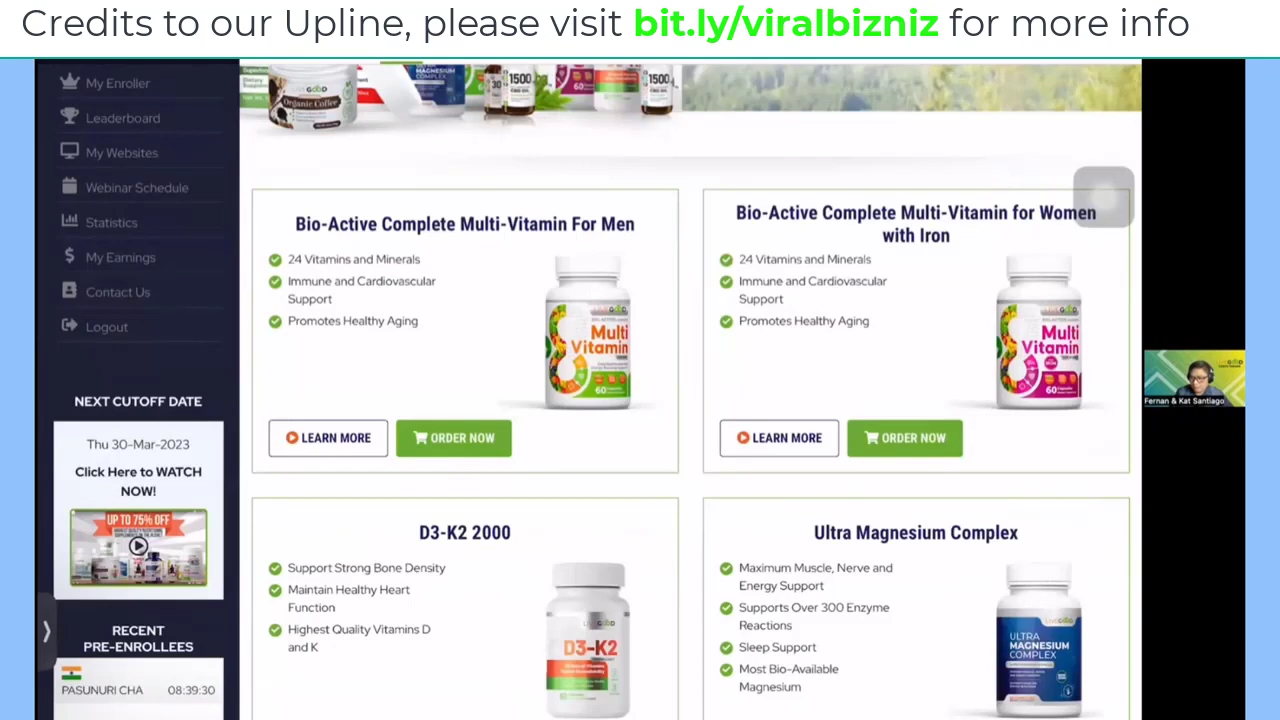 Credits to our Upline, please visit bit.ly/viralbizniz for more info
My Enroller
Leaderboard
My Websites
Webinar Schedule
Statistics
My Earnings
Contact Us
Logout
NEXT CUTOFF DATE
Thu 30-Mar-2023
Click Here to WATCH
NOW!
UP TO 75% OFF
RECENT
PRE-ENROLLEES
PASUNURI CHA 08:39:30
Organic Coffee
MAGNESIUM
COMPLEX
1500
1500
Bio-Active Complete Multi-Vitamin For Men
24 Vitamins and Minerals
Immune and Cardiovascular
Support
Promotes Healthy Aging
Multi
Vitamin
60
LEARN MORE
ORDER NOW
Bio-Active Complete Multi-Vitamin for Women
with Iron
24 Vitamins and Minerals
Immune and Cardiovascular
Support
Promotes Healthy Aging
Multi
Vitamin
60
LEARN MORE
ORDER NOW
D3-K2 2000
Support Strong Bone Density
Maintain Healthy Heart
Function
Highest Quality Vitamins D
and K
D3-K2
Ultra Magnesium Complex
Maximum Muscle, Nerve and
Energy Support
Supports Over 300 Enzyme
Reactions
Sleep Support
Most Bio-Available
Magnesium
ULTRA
MAGNESIUM
COMPLEX
Fernan & Kat Santiago